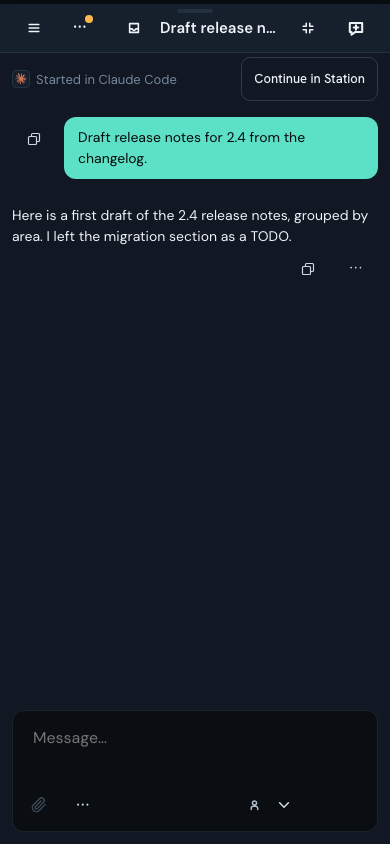 Draft release n...
Started in Claude Code
Continue in Station
Draft release notes for 2.4 from the
changelog.
Here is a first draft of the 2.4 release notes, grouped by
area. I left the migration section as a TODO.
Message...